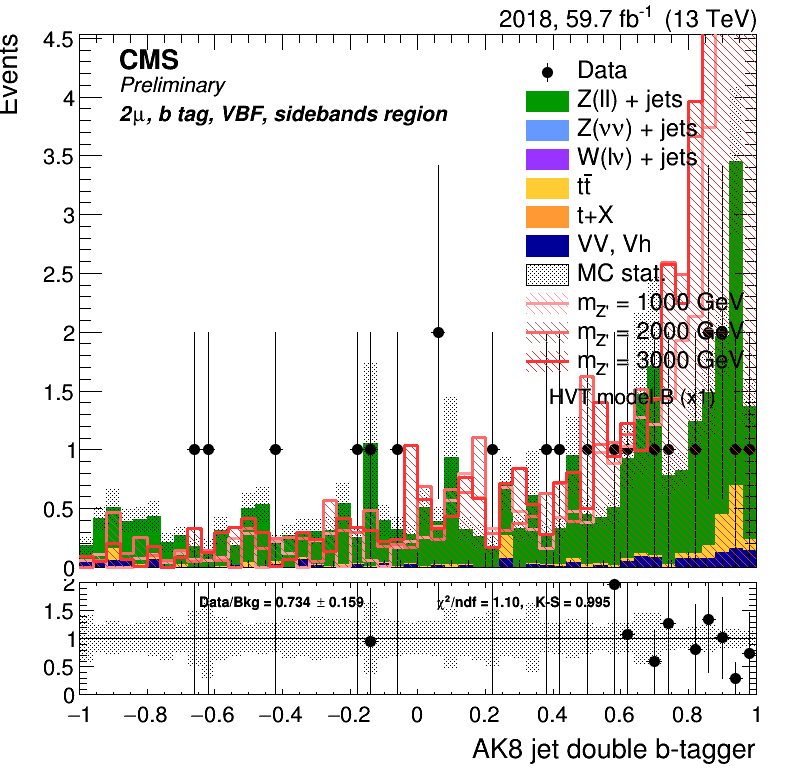 2018, 59.7 fb⁻¹ (13 TeV)
Events
CMS
Preliminary
2μ, b tag, VBF, sidebands region
Data
Z(ll) + jets
Z(νν) + jets
W(lν) + jets
tt̄
t+X
VV, Vh
MC stat.
m_Z' = 1000 GeV
m_Z' = 2000 GeV
m_Z' = 3000 GeV
HVT model B (x1)
4.5
4
3.5
3
2.5
2
1.5
1
0.5
0
Data/Bkg = 0.734 ± 0.159
χ²/ndf = 1.10, K-S = 0.995
2
1.5
1
0.5
0
−1 −0.8 −0.6 −0.4 −0.2 0 0.2 0.4 0.6 0.8 1
AK8 jet double b-tagger